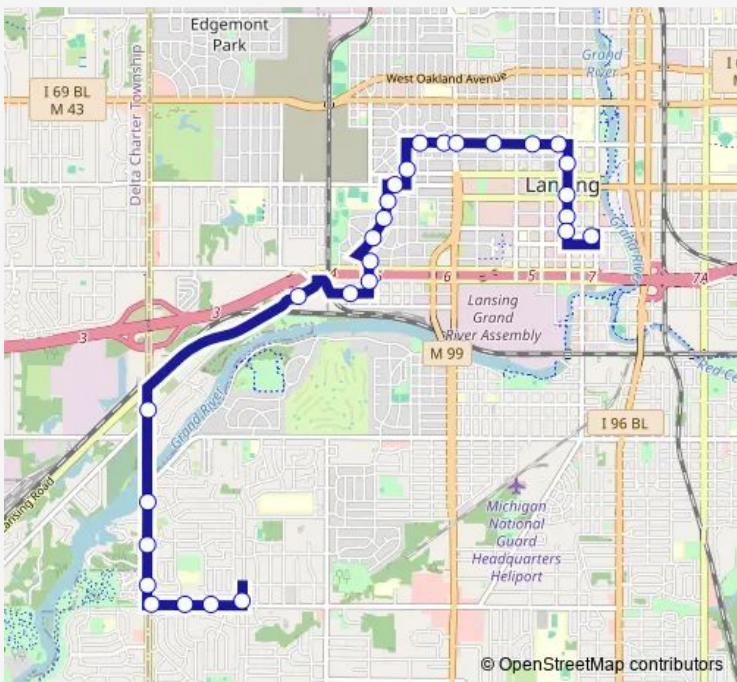 Edgemont
Park
Grand
River
I 69 BL
M 43
Delta Charter Township
West Oakland Avenue
Lansing
3
4
6
5
7
7A
3
Lansing
Grand
River Assembly
Grand River
M 99
Grand River
Red Ce
I 96 BL
Lansing Road
Michigan
National
Guard
Headquarters
Heliport
© OpenStreetMap contributors